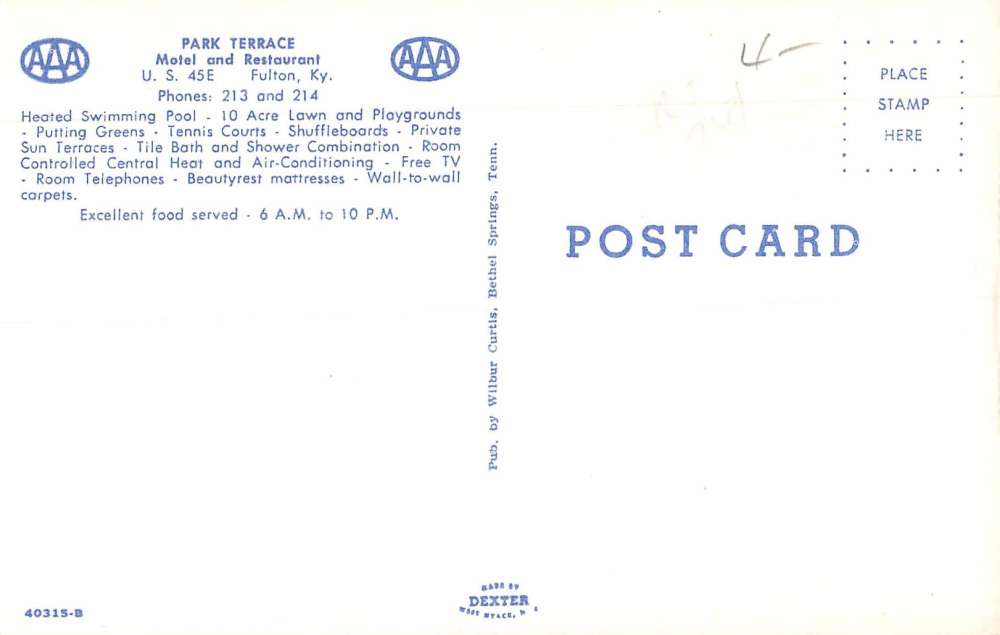 AAA
PARK TERRACE
AAA
Motel and Restaurant
U. S. 45E Fulton, Ky.
Phones: 213 and 214
Heated Swimming Pool - 10 Acre Lawn and Playgrounds
- Putting Greens - Tennis Courts - Shuffleboards - Private
Sun Terraces - Tile Bath and Shower Combination - Room
Controlled Central Heat and Air-Conditioning - Free TV
- Room Telephones - Beautyrest mattresses - Wall-to-wall
carpets.
Excellent food served - 6 A.M. to 10 P.M.
Pub. by Wilbur Curtis, Bethel Springs, Tenn.
4-
PLACE
STAMP
HERE
POST CARD
40315-B
MADE BY
DEXTER
WEST NYACK, N